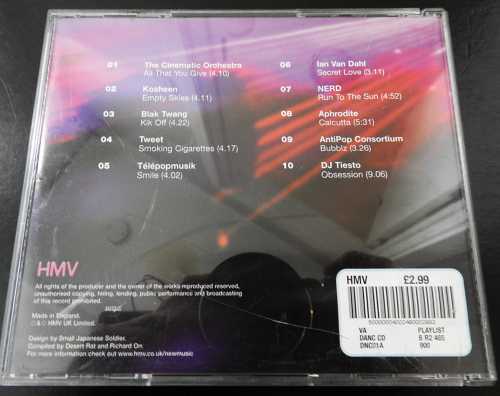 01 The Cinematic Orchestra
All That You Give (4.10)
02 Kosheen
Empty Skies (4.11)
03 Blak Twang
Kik Off (4.22)
04 Tweet
Smoking Cigarettes (4.17)
05 Télépopmusik
Smile (4.02)
06 Ian Van Dahl
Secret Love (3.11)
07 NERD
Run To The Sun (4:52)
08 Aphrodite
Calcutta (5:31)
09 AntiPop Consortium
Bubblz (3.26)
10 DJ Tiesto
Obsession (9.06)
HMV
All rights of the producer and the owner of the works reproduced reserved,
unauthorised copying, hiring, lending, public performance and broadcasting
of this record prohibited.
Made in England.
℗ & © HMV UK Limited.
Design by Small Japanese Soldier.
Compiled by Desert Rat and Richard On.
For more information check out www.hmv.co.uk/newmusic
HMV £2.99
VA PLAYLIST
DANC CD
900